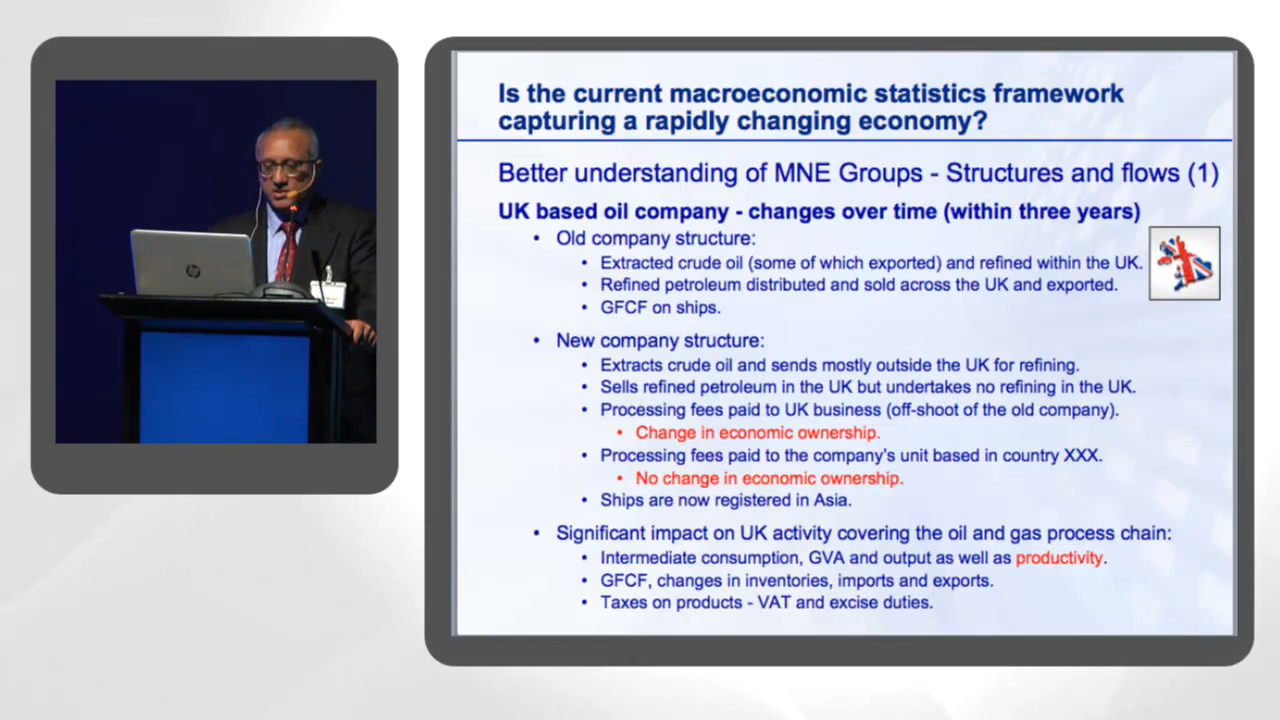 Is the current macroeconomic statistics framework
capturing a rapidly changing economy?
Better understanding of MNE Groups - Structures and flows (1)
UK based oil company - changes over time (within three years)
• Old company structure:
• Extracted crude oil (some of which exported) and refined within the UK.
• Refined petroleum distributed and sold across the UK and exported.
• GFCF on ships.
• New company structure:
• Extracts crude oil and sends mostly outside the UK for refining.
• Sells refined petroleum in the UK but undertakes no refining in the UK.
• Processing fees paid to UK business (off-shoot of the old company).
• Change in economic ownership.
• Processing fees paid to the company's unit based in country XXX.
• No change in economic ownership.
• Ships are now registered in Asia.
• Significant impact on UK activity covering the oil and gas process chain:
• Intermediate consumption, GVA and output as well as productivity.
• GFCF, changes in inventories, imports and exports.
• Taxes on products - VAT and excise duties.
hp